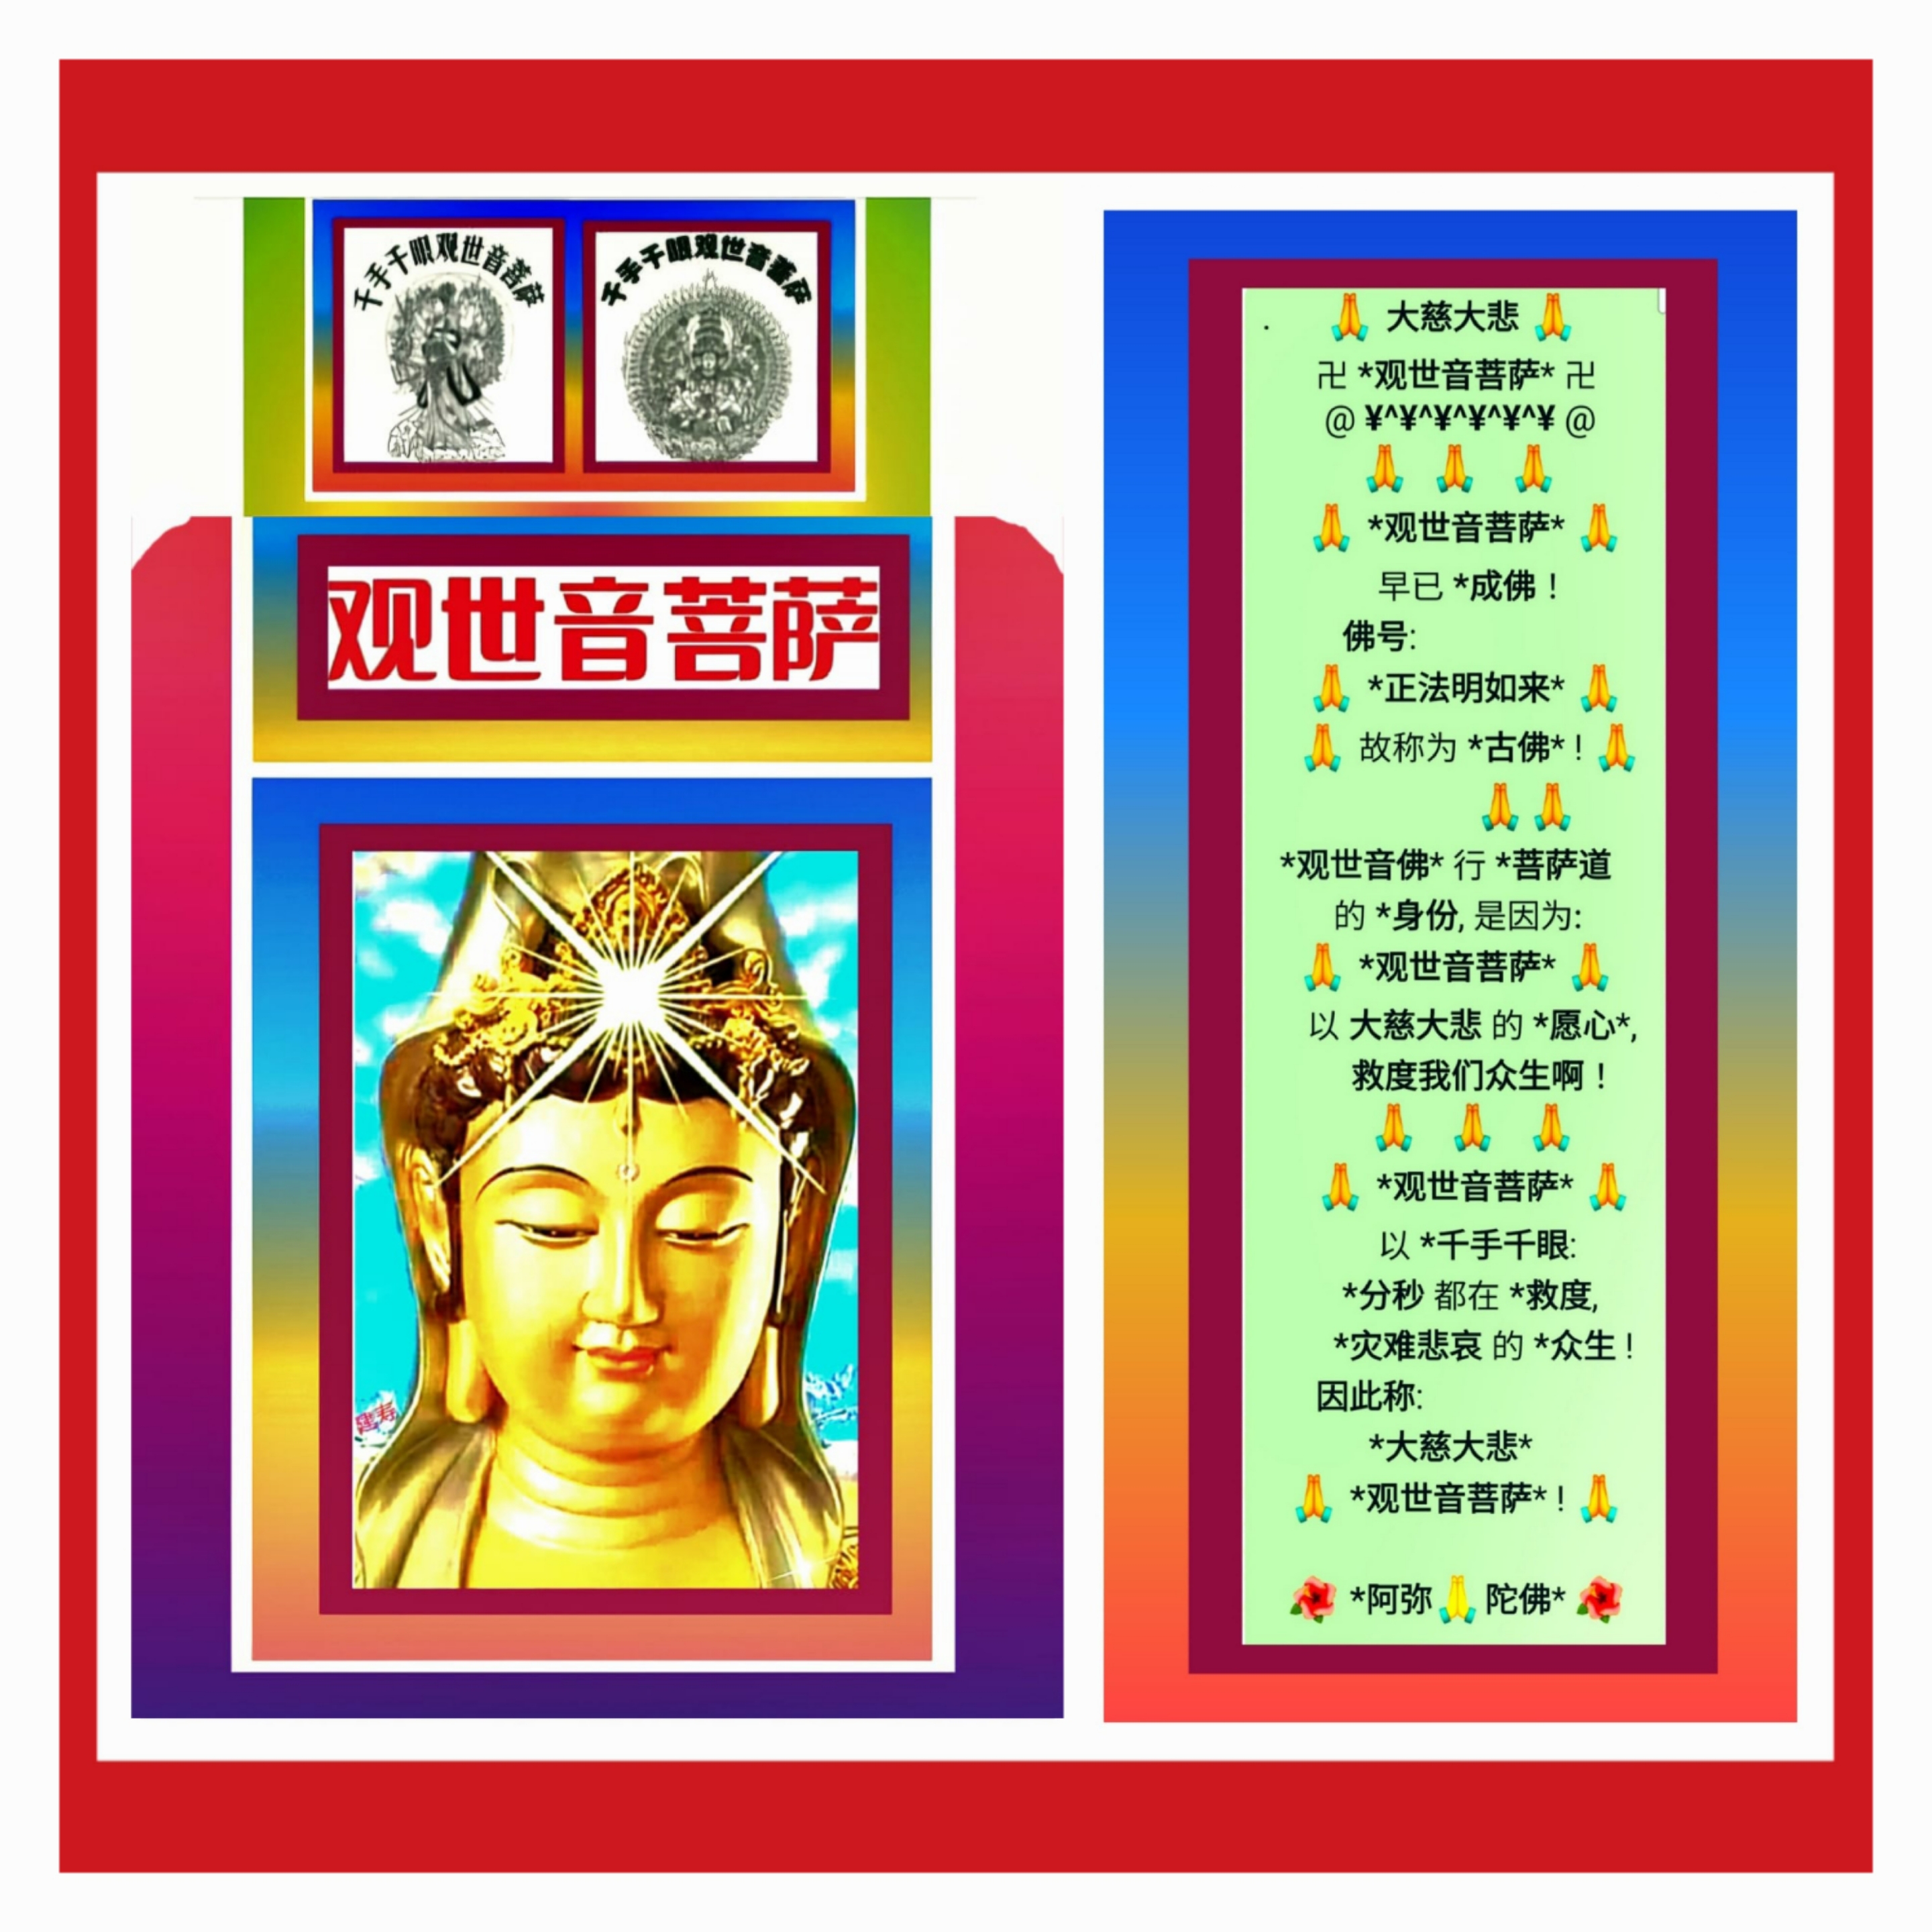 千手千眼观世音菩萨
千手千眼观世音菩萨
观世音菩萨
建寿
. 🙏 大慈大悲 🙏
卍 *观世音菩萨* 卍
@ ¥^¥^¥^¥^¥^¥ @
🙏 🙏 🙏
🙏 *观世音菩萨* 🙏
早已 *成佛 !
佛号:
🙏 *正法明如来* 🙏
🙏 故称为 *古佛* ! 🙏
🙏 🙏
*观世音佛* 行 *菩萨道
的 *身份, 是因为:
🙏 *观世音菩萨* 🙏
以 大慈大悲 的 *愿心*,
救度我们众生啊 !
🙏 🙏 🙏
🙏 *观世音菩萨* 🙏
以 *千手千眼:
*分秒 都在 *救度,
*灾难悲哀 的 *众生 !
因此称:
*大慈大悲*
🙏 *观世音菩萨* ! 🙏
🌺 *阿弥🙏陀佛* 🌺